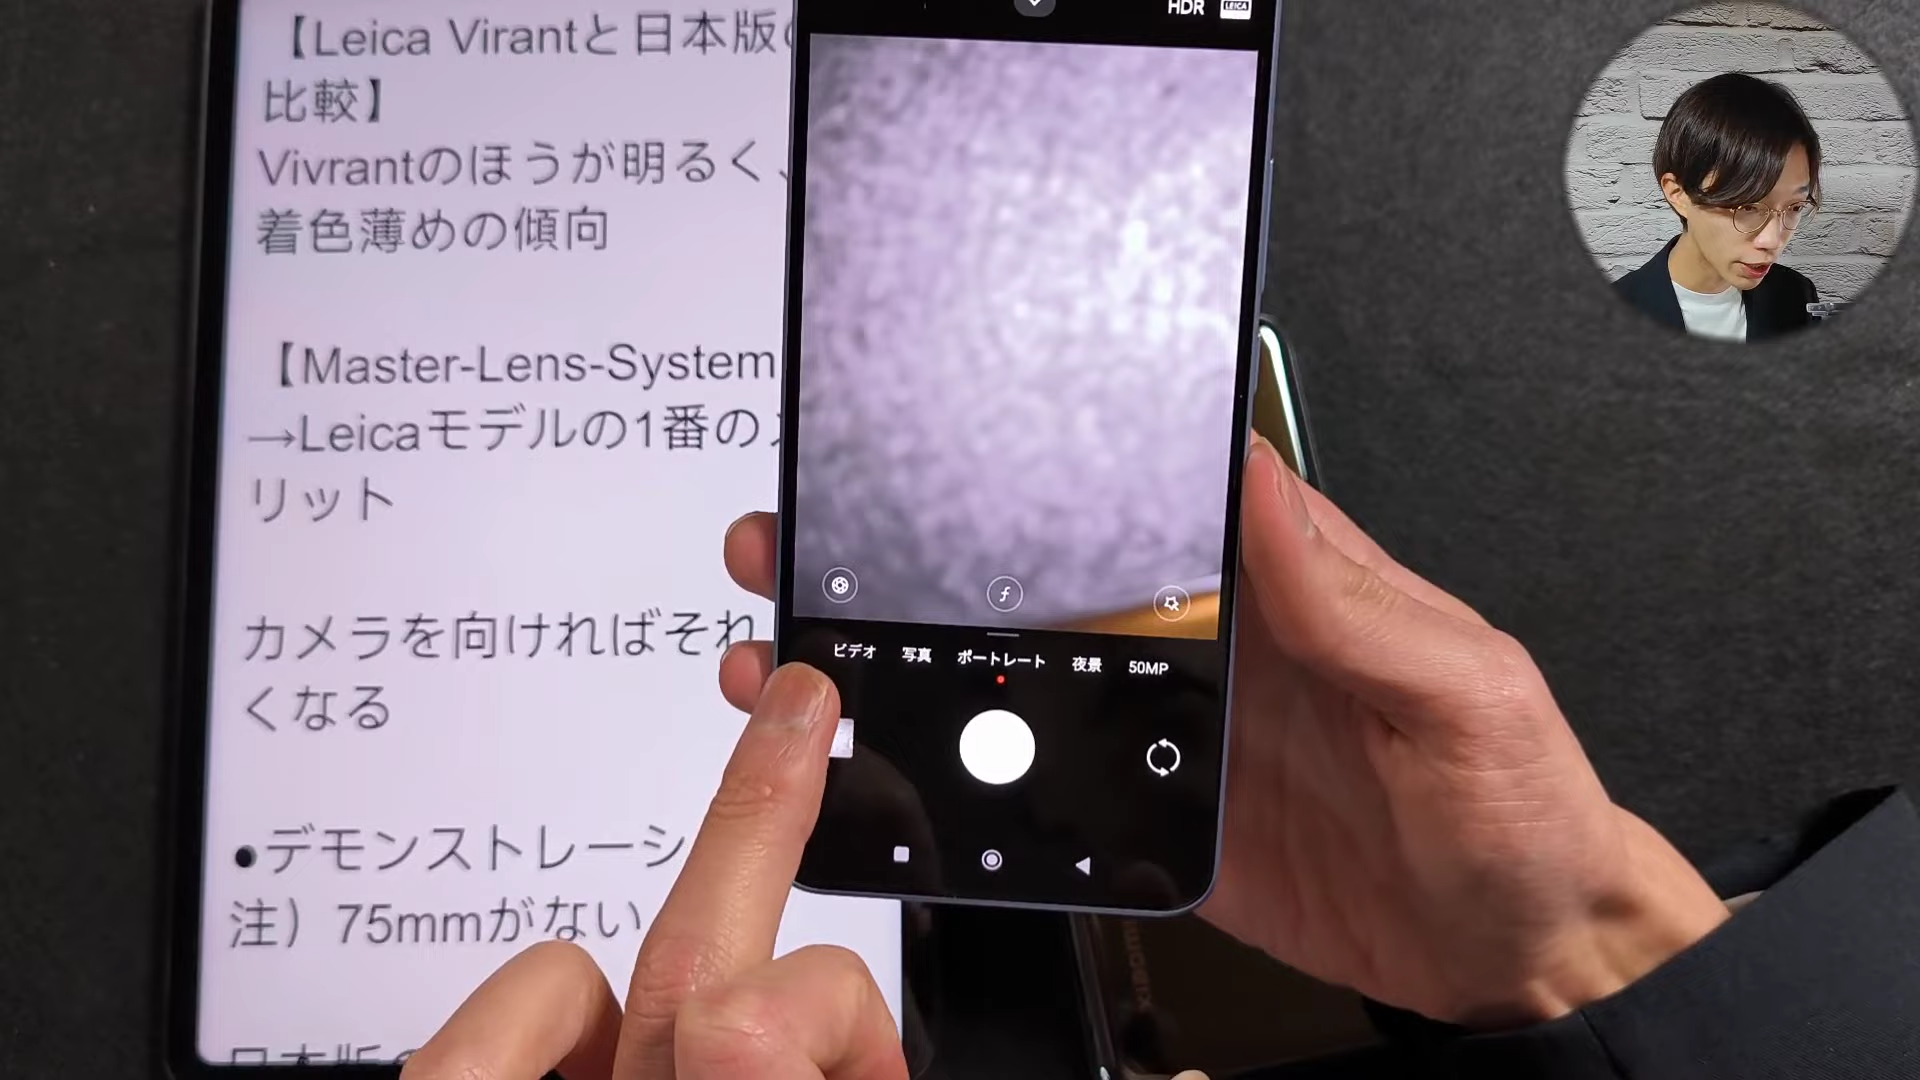 【Leica Virantと日本版
比較】
Vivrantのほうが明るく、
着色薄めの傾向
【Master-Lens-System
→Leicaモデルの1番の
リット
カメラを向ければそれ
くなる
●デモンストレーシ
注）75mmがない
日本版
HDR
LEICA
ビデオ 写真 ポートレート 夜景 50MP
xiaomi